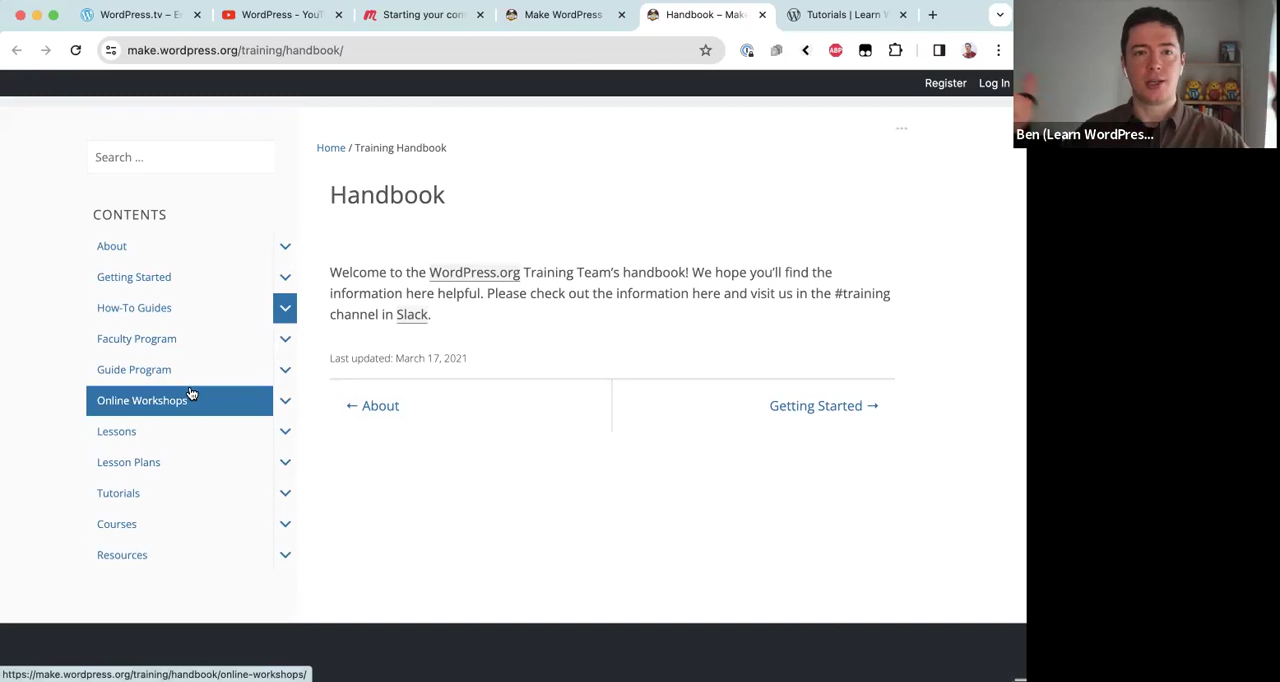 WordPress.tv – E
WordPress - YouT
Starting your con
Make WordPress
Handbook – Make
Tutorials | Learn W
make.wordpress.org/training/handbook/
ABP
Register
Log In
Ben (Learn WordPres...
Search ...
CONTENTS
About
Getting Started
How-To Guides
Faculty Program
Guide Program
Online Workshops
Lessons
Lesson Plans
Tutorials
Courses
Resources
Home / Training Handbook
Handbook
Welcome to the WordPress.org Training Team's handbook! We hope you'll find the
information here helpful. Please check out the information here and visit us in the #training
channel in Slack.
Last updated: March 17, 2021
← About
Getting Started →
https://make.wordpress.org/training/handbook/online-workshops/